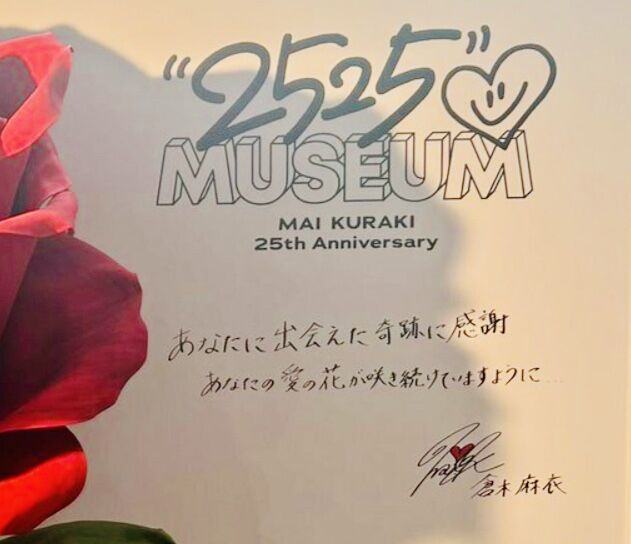 “2525”
MUSEUM
MAI KURAKI
25th Anniversary
あなたに出会えた奇跡に感謝
あなたの愛の花が咲き続けていますように…
倉木麻衣